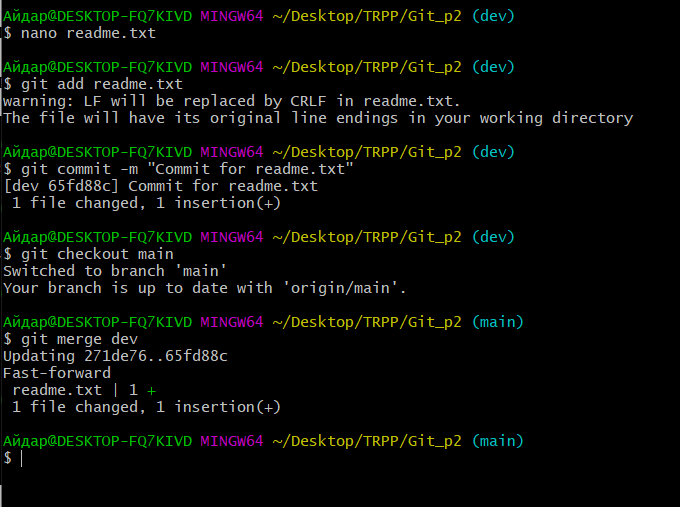 Айдар@DESKTOP-FQ7KIVD MINGW64 ~/Desktop/TRPP/Git_p2 (dev)
$ nano readme.txt
Айдар@DESKTOP-FQ7KIVD MINGW64 ~/Desktop/TRPP/Git_p2 (dev)
$ git add readme.txt
warning: LF will be replaced by CRLF in readme.txt.
The file will have its original line endings in your working directory
Айдар@DESKTOP-FQ7KIVD MINGW64 ~/Desktop/TRPP/Git_p2 (dev)
$ git commit -m "Commit for readme.txt"
[dev 65fd88c] Commit for readme.txt
 1 file changed, 1 insertion(+)
Айдар@DESKTOP-FQ7KIVD MINGW64 ~/Desktop/TRPP/Git_p2 (dev)
$ git checkout main
Switched to branch 'main'
Your branch is up to date with 'origin/main'.
Айдар@DESKTOP-FQ7KIVD MINGW64 ~/Desktop/TRPP/Git_p2 (main)
$ git merge dev
Updating 271de76..65fd88c
Fast-forward
 readme.txt | 1 +
 1 file changed, 1 insertion(+)
Айдар@DESKTOP-FQ7KIVD MINGW64 ~/Desktop/TRPP/Git_p2 (main)
$